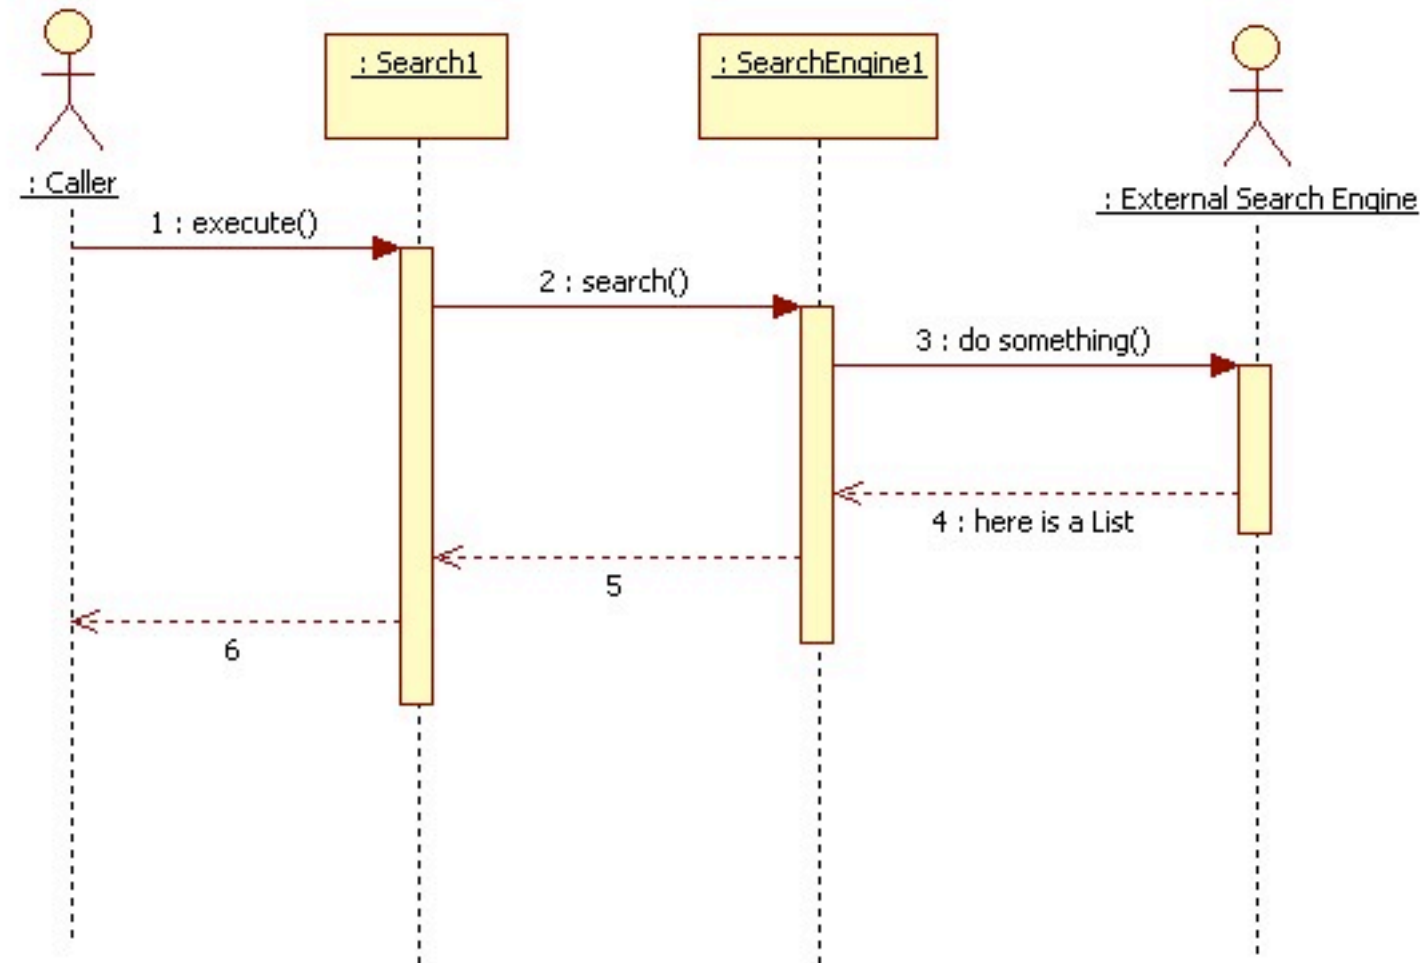 : Search1
: SearchEngine1
: Caller
: External Search Engine
1 : execute()
2 : search()
3 : do something()
4 : here is a List
5
6